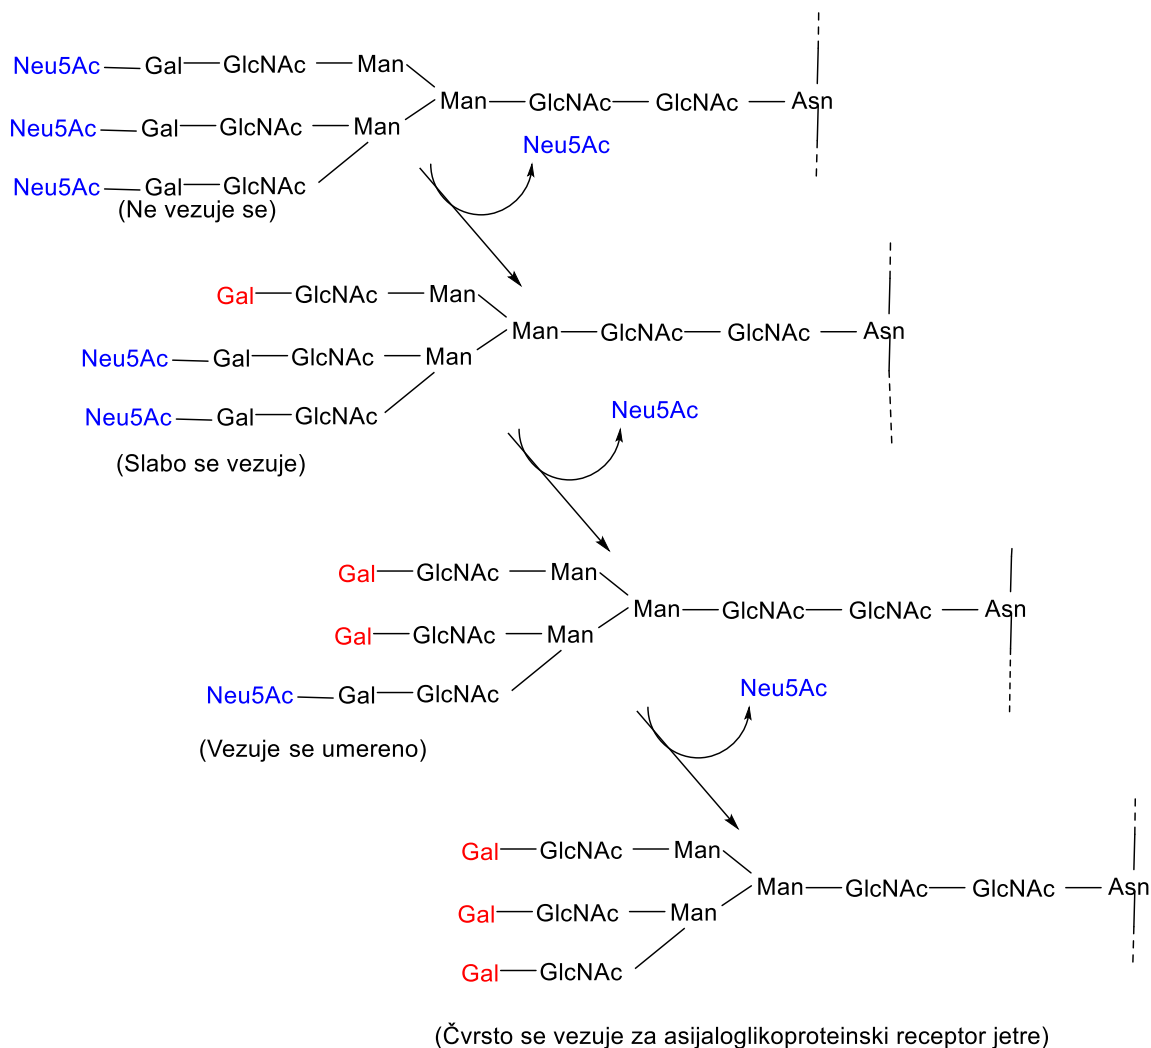 Neu5Ac Gal GlcNAc Man
Man GlcNAc GlcNAc Asn
Neu5Ac Gal GlcNAc Man
Neu5Ac
Neu5Ac Gal GlcNAc
(Ne vezuje se)
Gal GlcNAc Man
Man GlcNAc GlcNAc Asn
Neu5Ac Gal GlcNAc Man
Neu5Ac
Neu5Ac Gal GlcNAc
(Slabo se vezuje)
Gal GlcNAc Man
Man GlcNAc GlcNAc Asn
Gal GlcNAc Man
Neu5Ac
Neu5Ac Gal GlcNAc
(Vezuje se umereno)
Gal GlcNAc Man
Man GlcNAc GlcNAc Asn
Gal GlcNAc Man
Gal GlcNAc
(Čvrsto se vezuje za asijaloglikoproteinski receptor jetre)